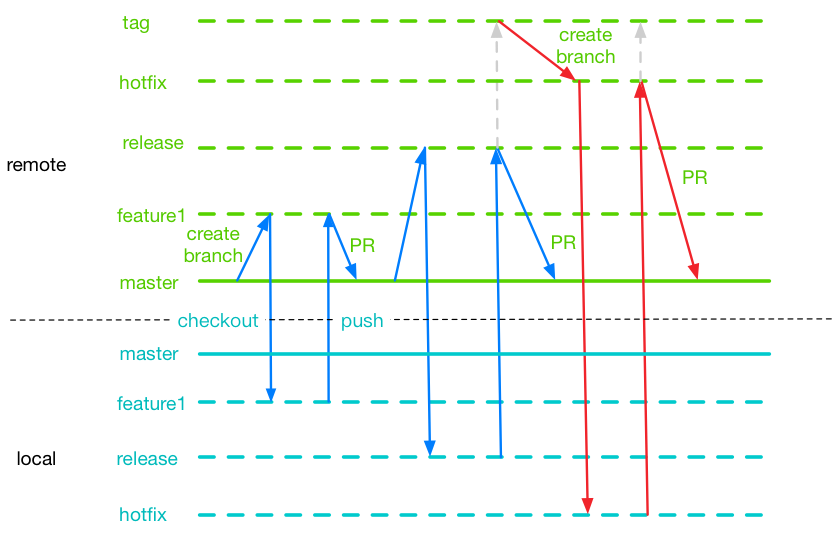 tag
create
branch
hotfix
release
remote
PR
feature1
create
branch
PR
PR
master
checkout
push
master
feature1
local
release
hotfix